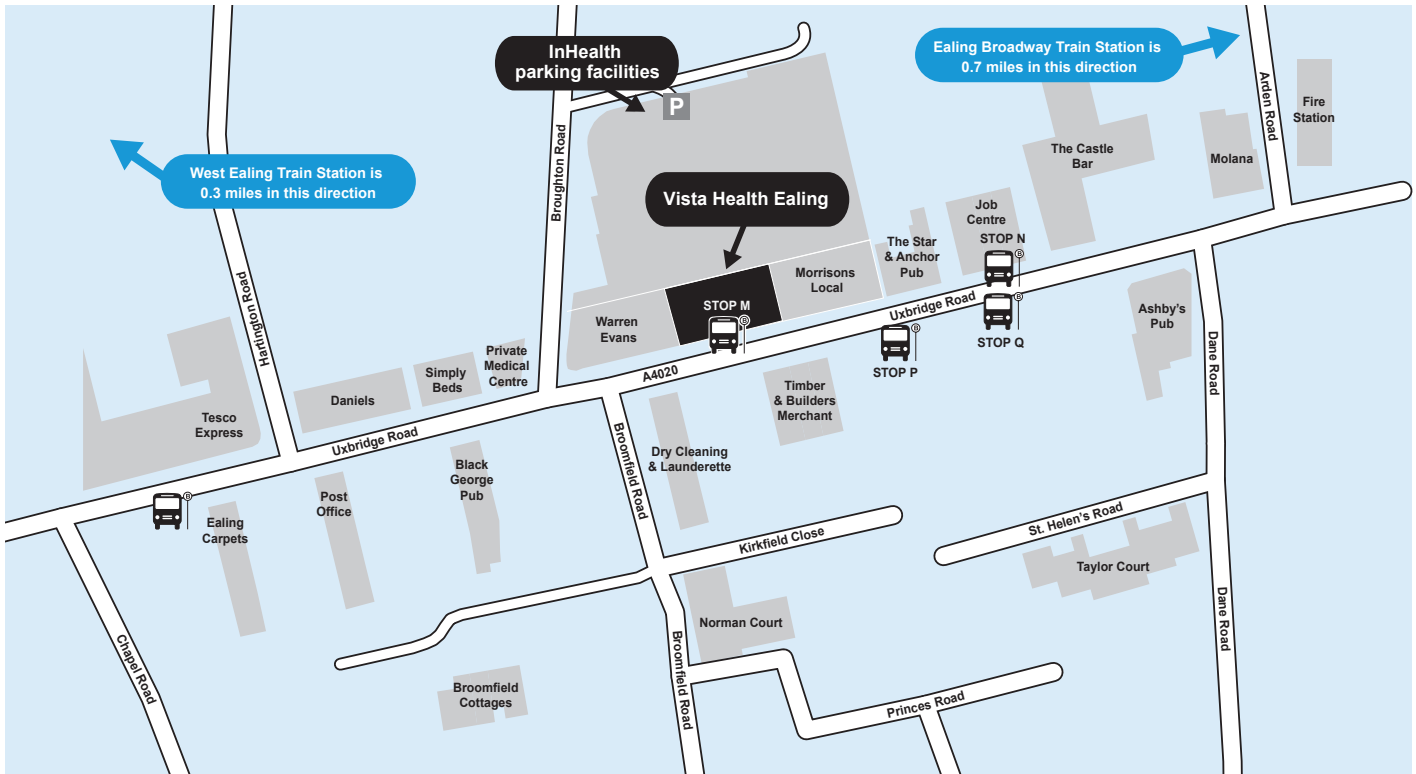 InHealth
parking facilities
P
Ealing Broadway Train Station is
0.7 miles in this direction
West Ealing Train Station is
0.3 miles in this direction
Vista Health Ealing
Broughton Road
Arden Road
Fire
Station
The Castle
Bar
Molana
Job
Centre
STOP N
B
The Star
& Anchor
Pub
Morrisons
Local
STOP M
B
Warren
Evans
Uxbridge Road
B
STOP Q
B
STOP P
Ashby's
Pub
Dane Road
Hartington Road
Private
Medical
Centre
Simply
Beds
Daniels
Tesco
Express
A4020
Timber
& Builders
Merchant
Uxbridge Road
Broomfield Road
Dry Cleaning
& Launderette
Black
George
Pub
Post
Office
B
Ealing
Carpets
Kirkfield Close
St. Helen's Road
Taylor Court
Dane Road
Norman Court
Chapel Road
Broomfield Road
Broomfield
Cottages
Princes Road